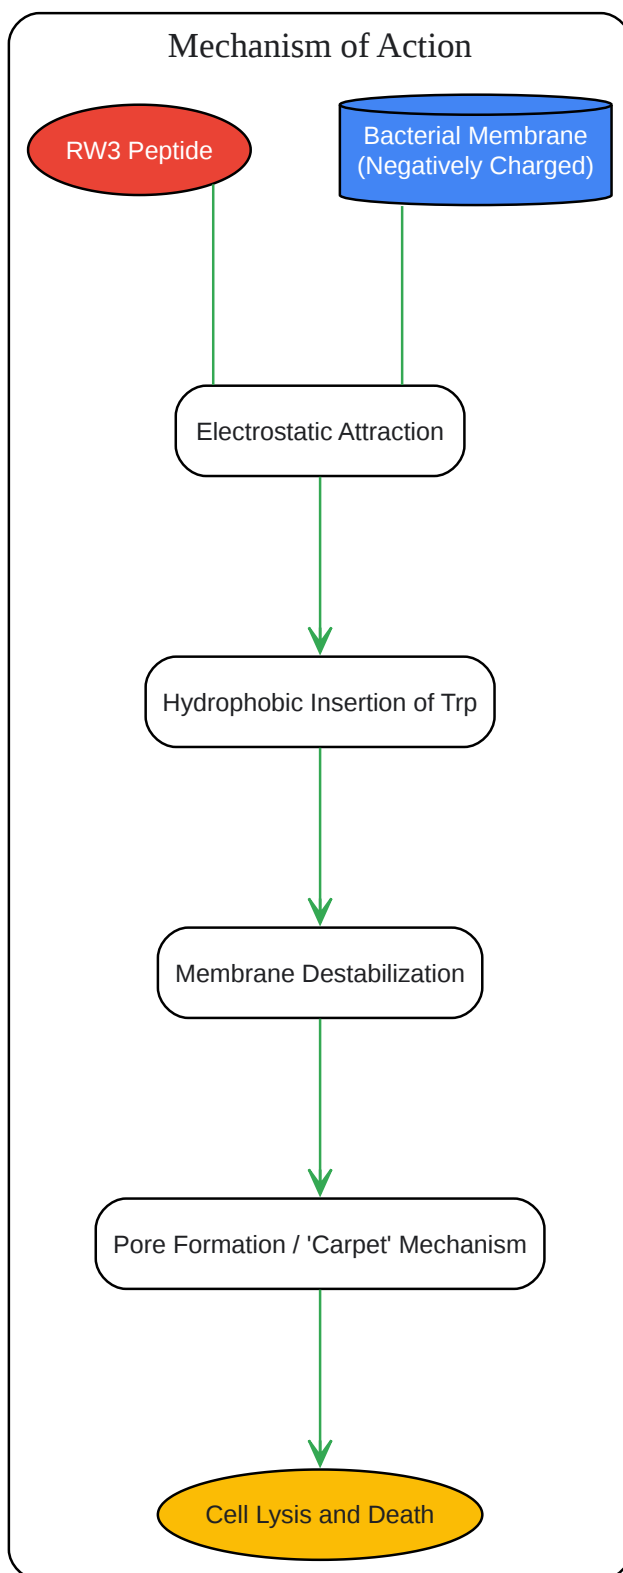 Mechanism of Action
RW3 Peptide
Bacterial Membrane
(Negatively Charged)
Electrostatic Attraction
Hydrophobic Insertion of Trp
Membrane Destabilization
Pore Formation / 'Carpet' Mechanism
Cell Lysis and Death